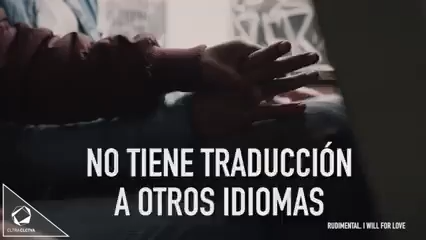 NO TIENE TRADUCCIÓN
A OTROS IDIOMAS
RUDIMENTAL. I WILL FOR LOVE